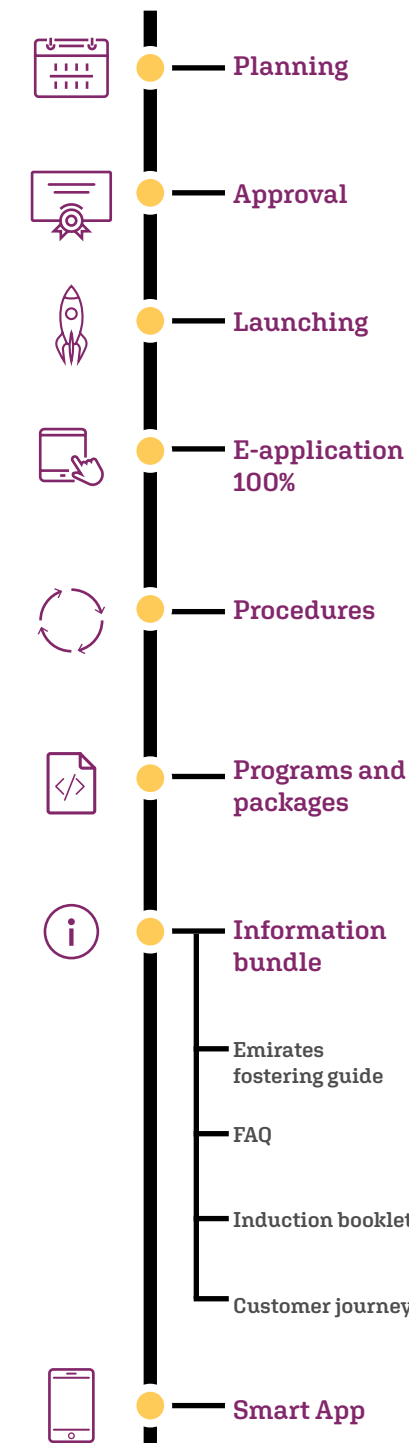 Planning
Approval
Launching
E-application
100%
Procedures
Programs and
packages
Information
bundle
Emirates
fostering guide
FAQ
Induction booklet
Customer journey
Smart App